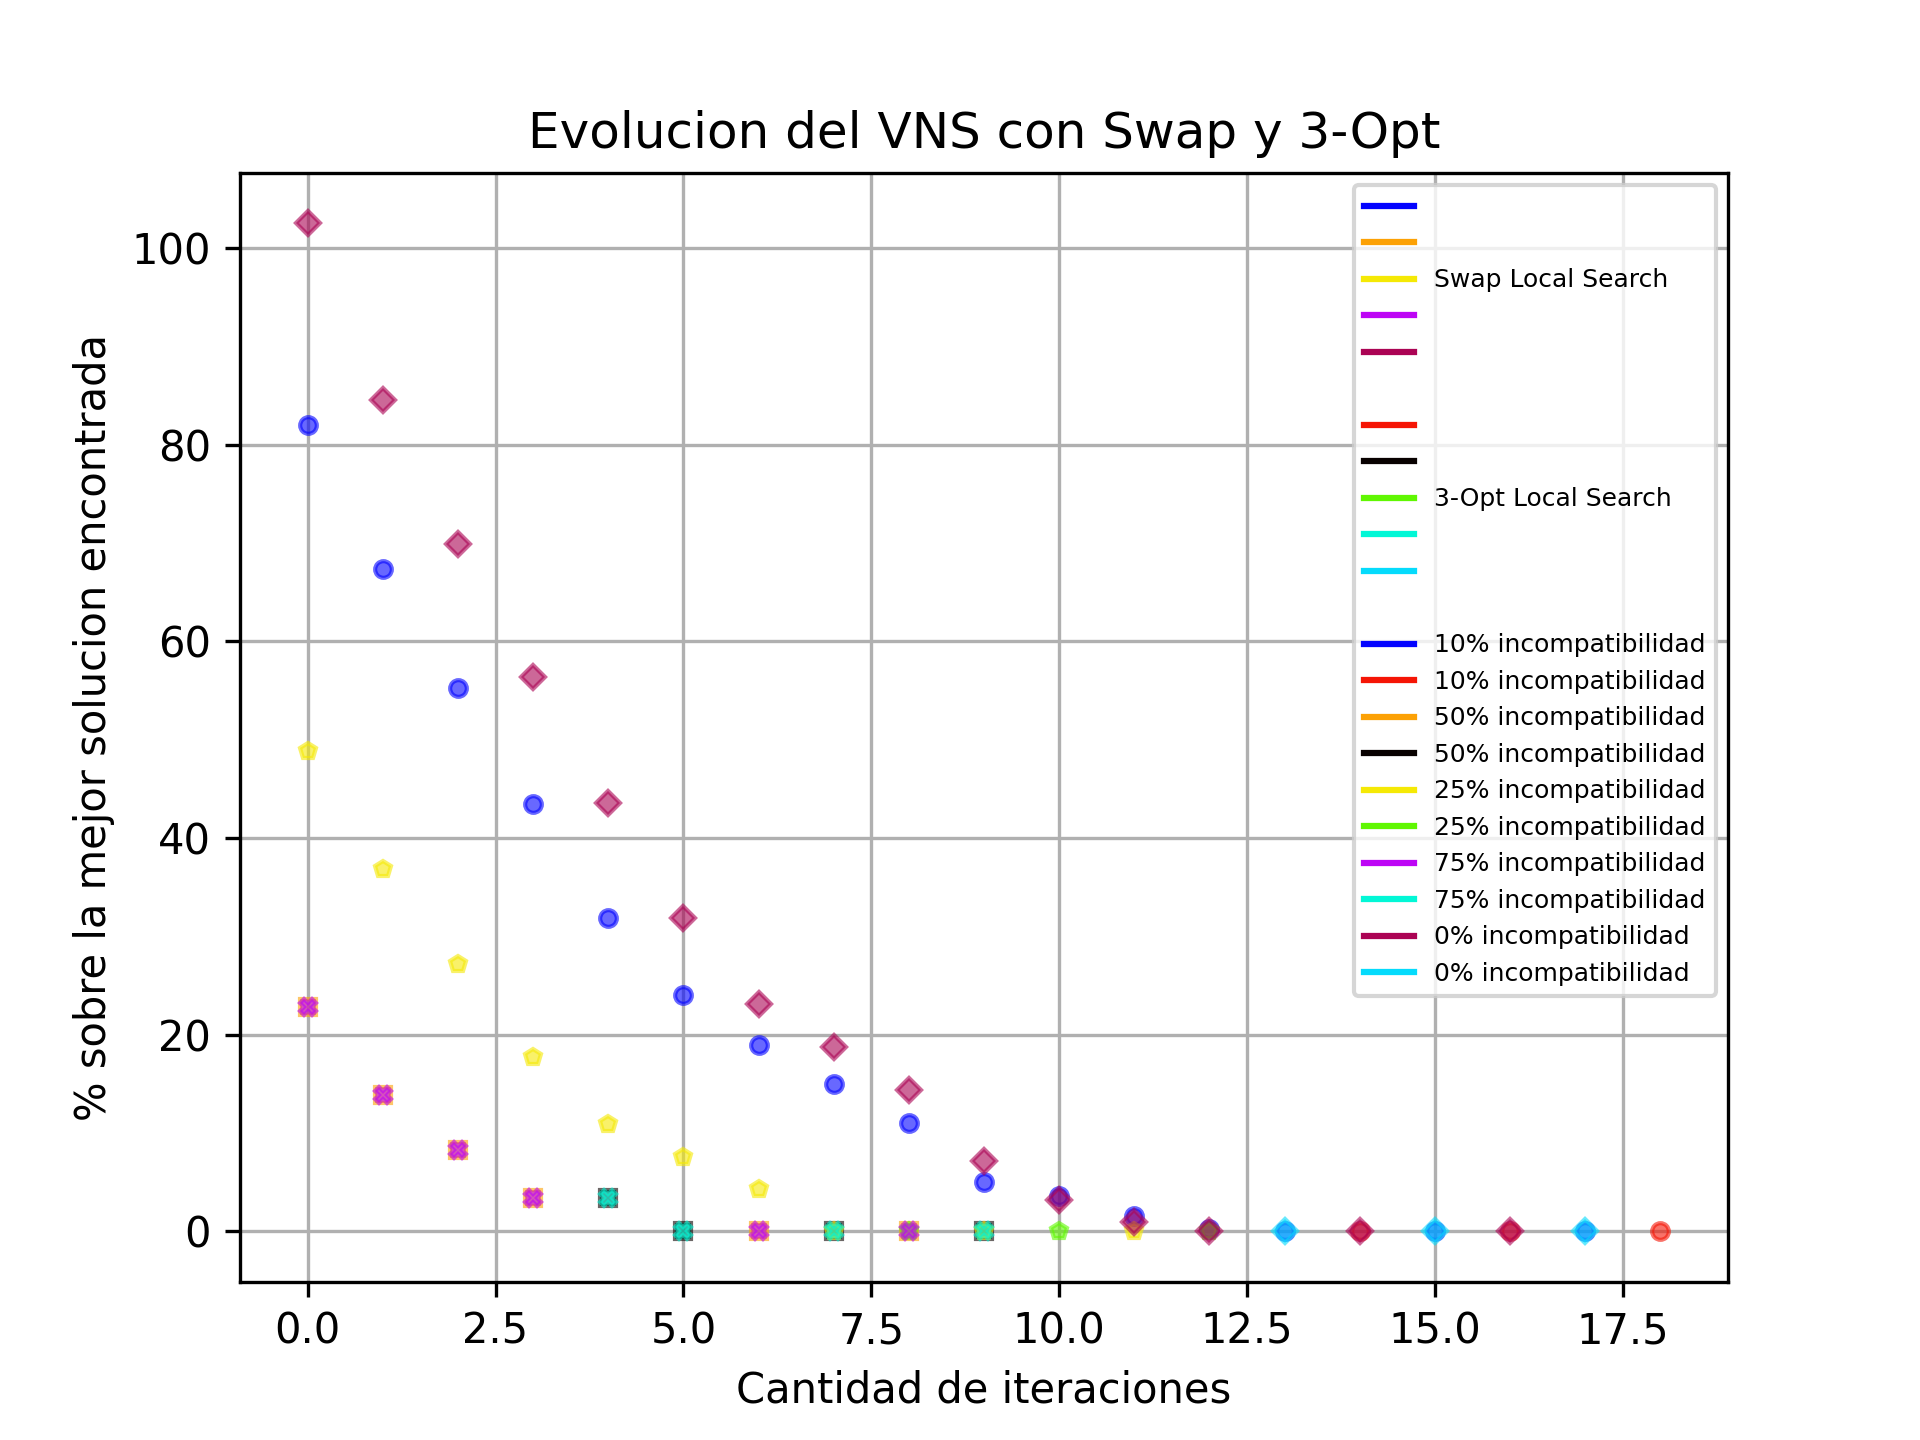 Evolucion del VNS con Swap y 3-Opt
% sobre la mejor solucion encontrada
100
80
60
40
20
0
Swap Local Search
3-Opt Local Search
10% incompatibilidad
10% incompatibilidad
50% incompatibilidad
50% incompatibilidad
25% incompatibilidad
25% incompatibilidad
75% incompatibilidad
75% incompatibilidad
0% incompatibilidad
0% incompatibilidad
0.0 2.5 5.0 7.5 10.0 12.5 15.0 17.5
Cantidad de iteraciones